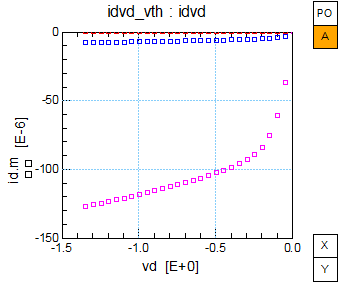 idvd_vth : idvd
PO
A
0
-50
-100
-150
id.m [E-6]
-1.5
-1.0
-0.5
0.0
vd [E+0]
X
Y